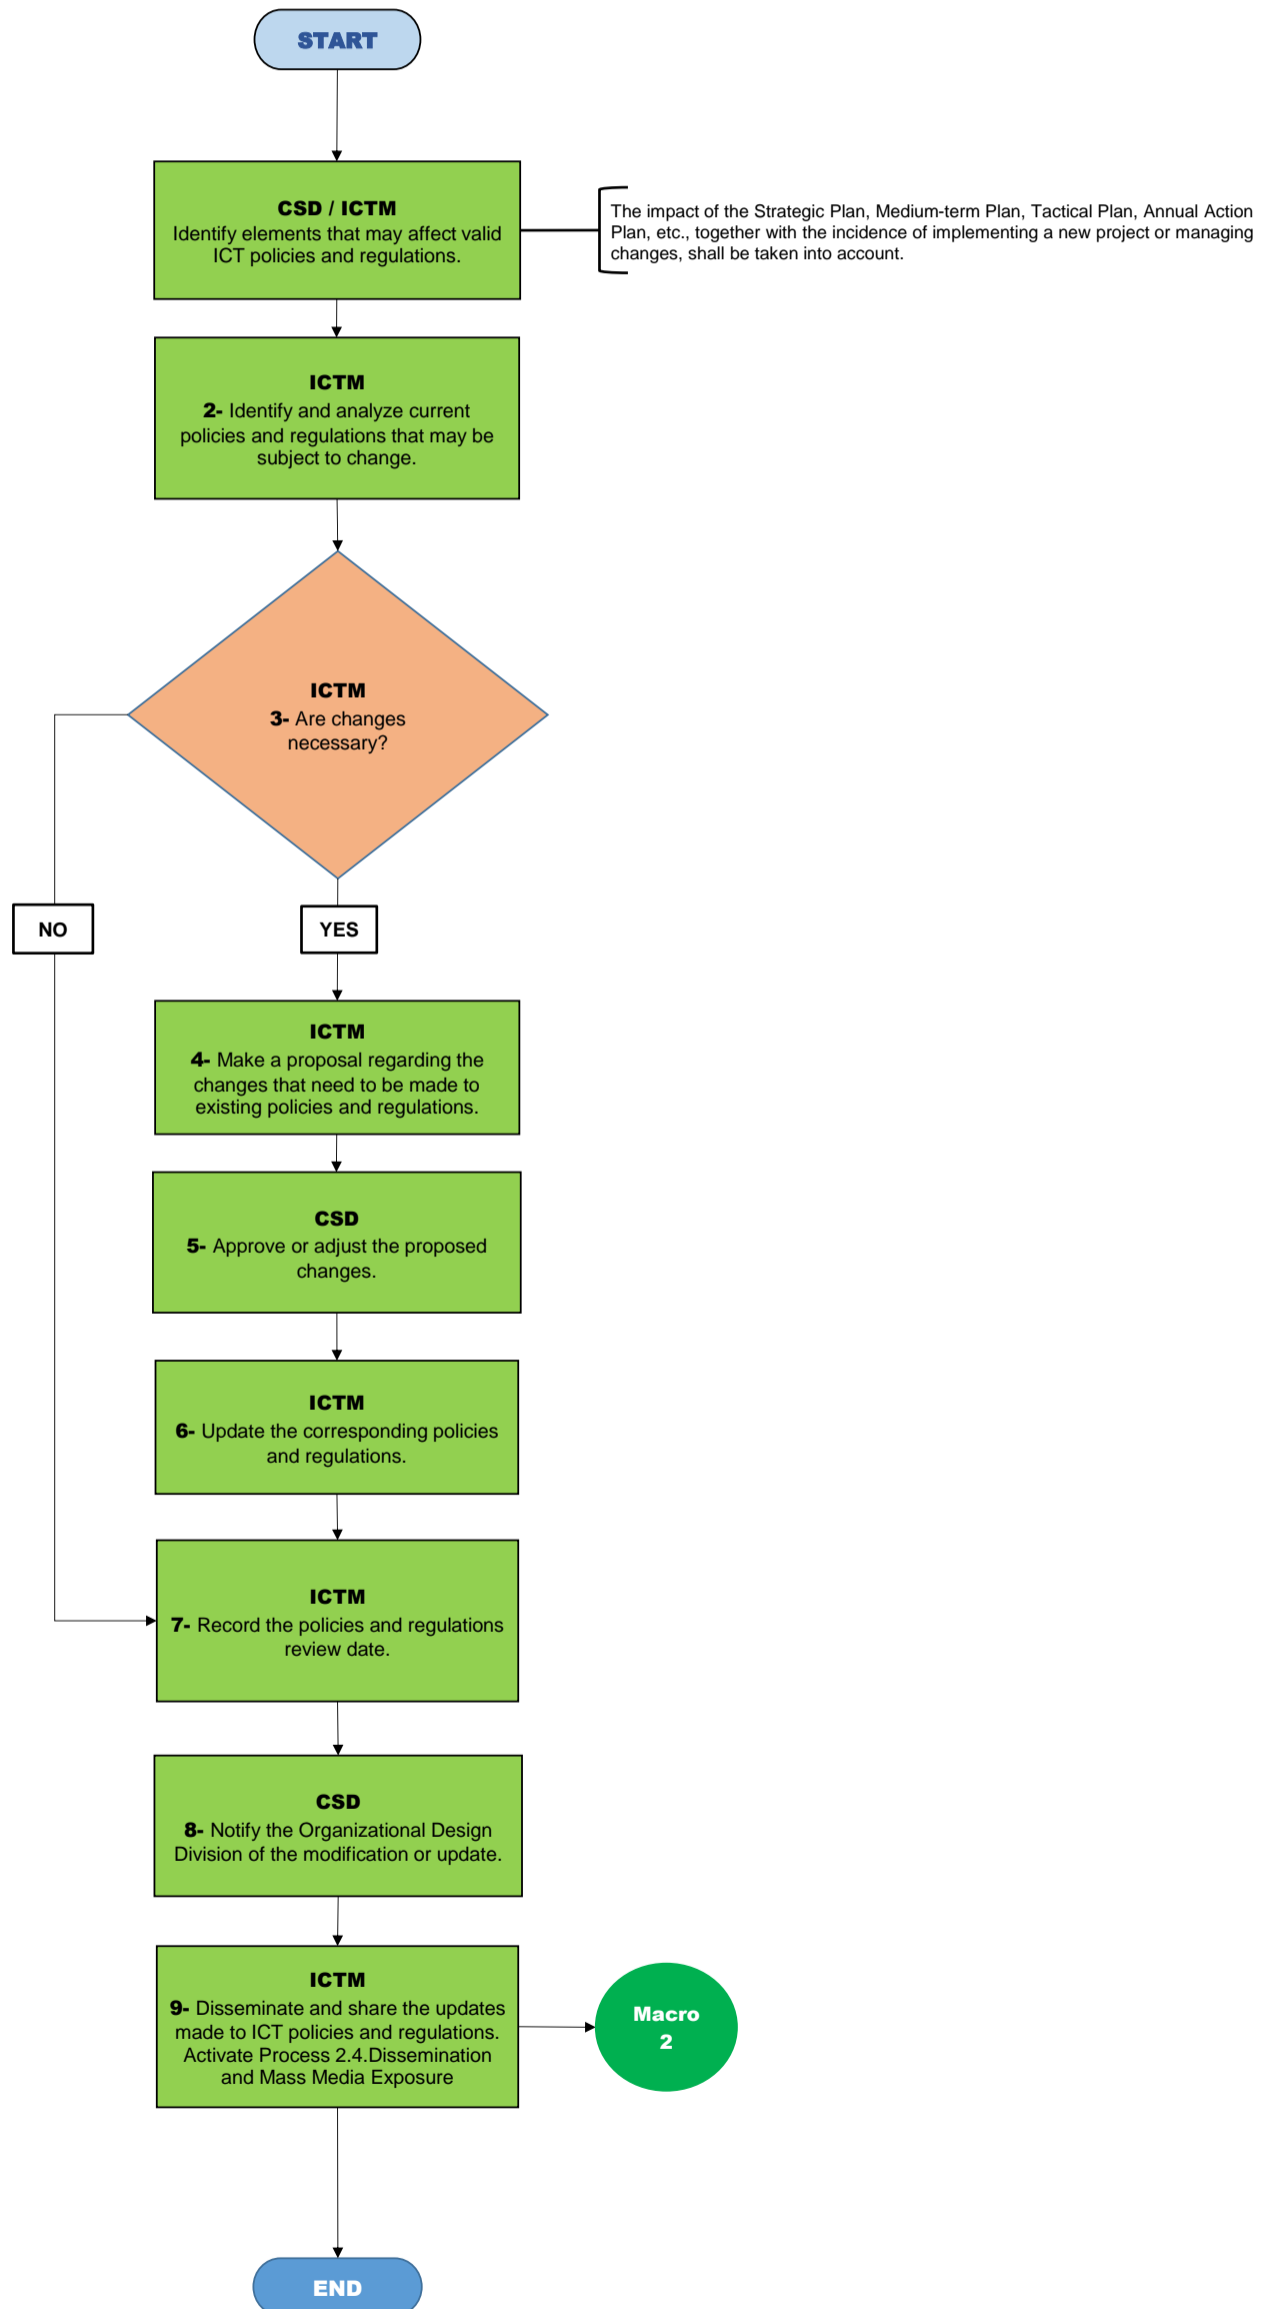 START
CSD / ICTM
Identify elements that may affect valid
ICT policies and regulations.
The impact of the Strategic Plan, Medium-term Plan, Tactical Plan, Annual Action
Plan, etc., together with the incidence of implementing a new project or managing
changes, shall be taken into account.
ICTM
2- Identify and analyze current
policies and regulations that may be
subject to change.
ICTM
3- Are changes
necessary?
NO
YES
ICTM
4- Make a proposal regarding the
changes that need to be made to
existing policies and regulations.
CSD
5- Approve or adjust the proposed
changes.
ICTM
6- Update the corresponding policies
and regulations.
ICTM
7- Record the policies and regulations
review date.
CSD
8- Notify the Organizational Design
Division of the modification or update.
ICTM
9- Disseminate and share the updates
made to ICT policies and regulations.
Activate Process 2.4.Dissemination
and Mass Media Exposure
Macro
2
END